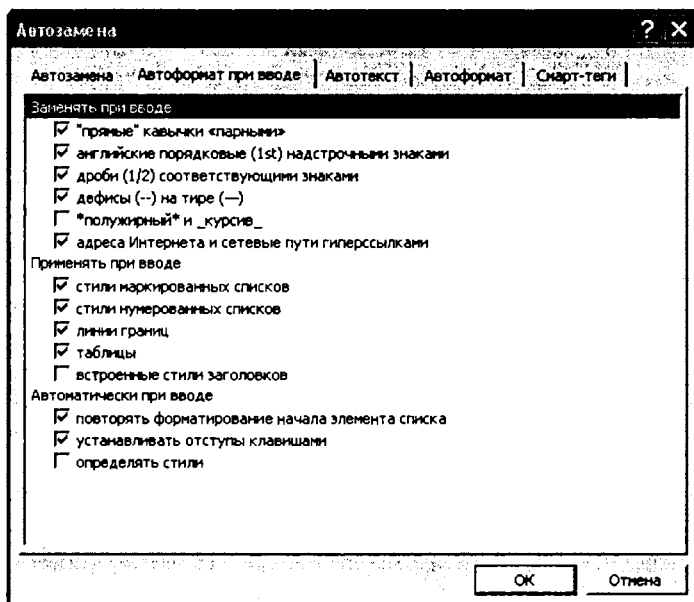 Автозамена
Автозамена Автоформат при вводе Автотекст Автоформат Смарт-теги
Заменять при вводе
"прямые" кавычки «парными»
английские порядковые (1st) надстрочными знаками
дроби (1/2) соответствующими знаками
дефисы (--) на тире (—)
*полужирный* и _курсив_
адреса Интернета и сетевые пути гиперссылками
Применять при вводе
стили маркированных списков
стили нумерованных списков
линии границ
таблицы
встроенные стили заголовков
Автоматически при вводе
повторять форматирование начала элемента списка
устанавливать отступы клавишами
определять стили
ОК Отмена